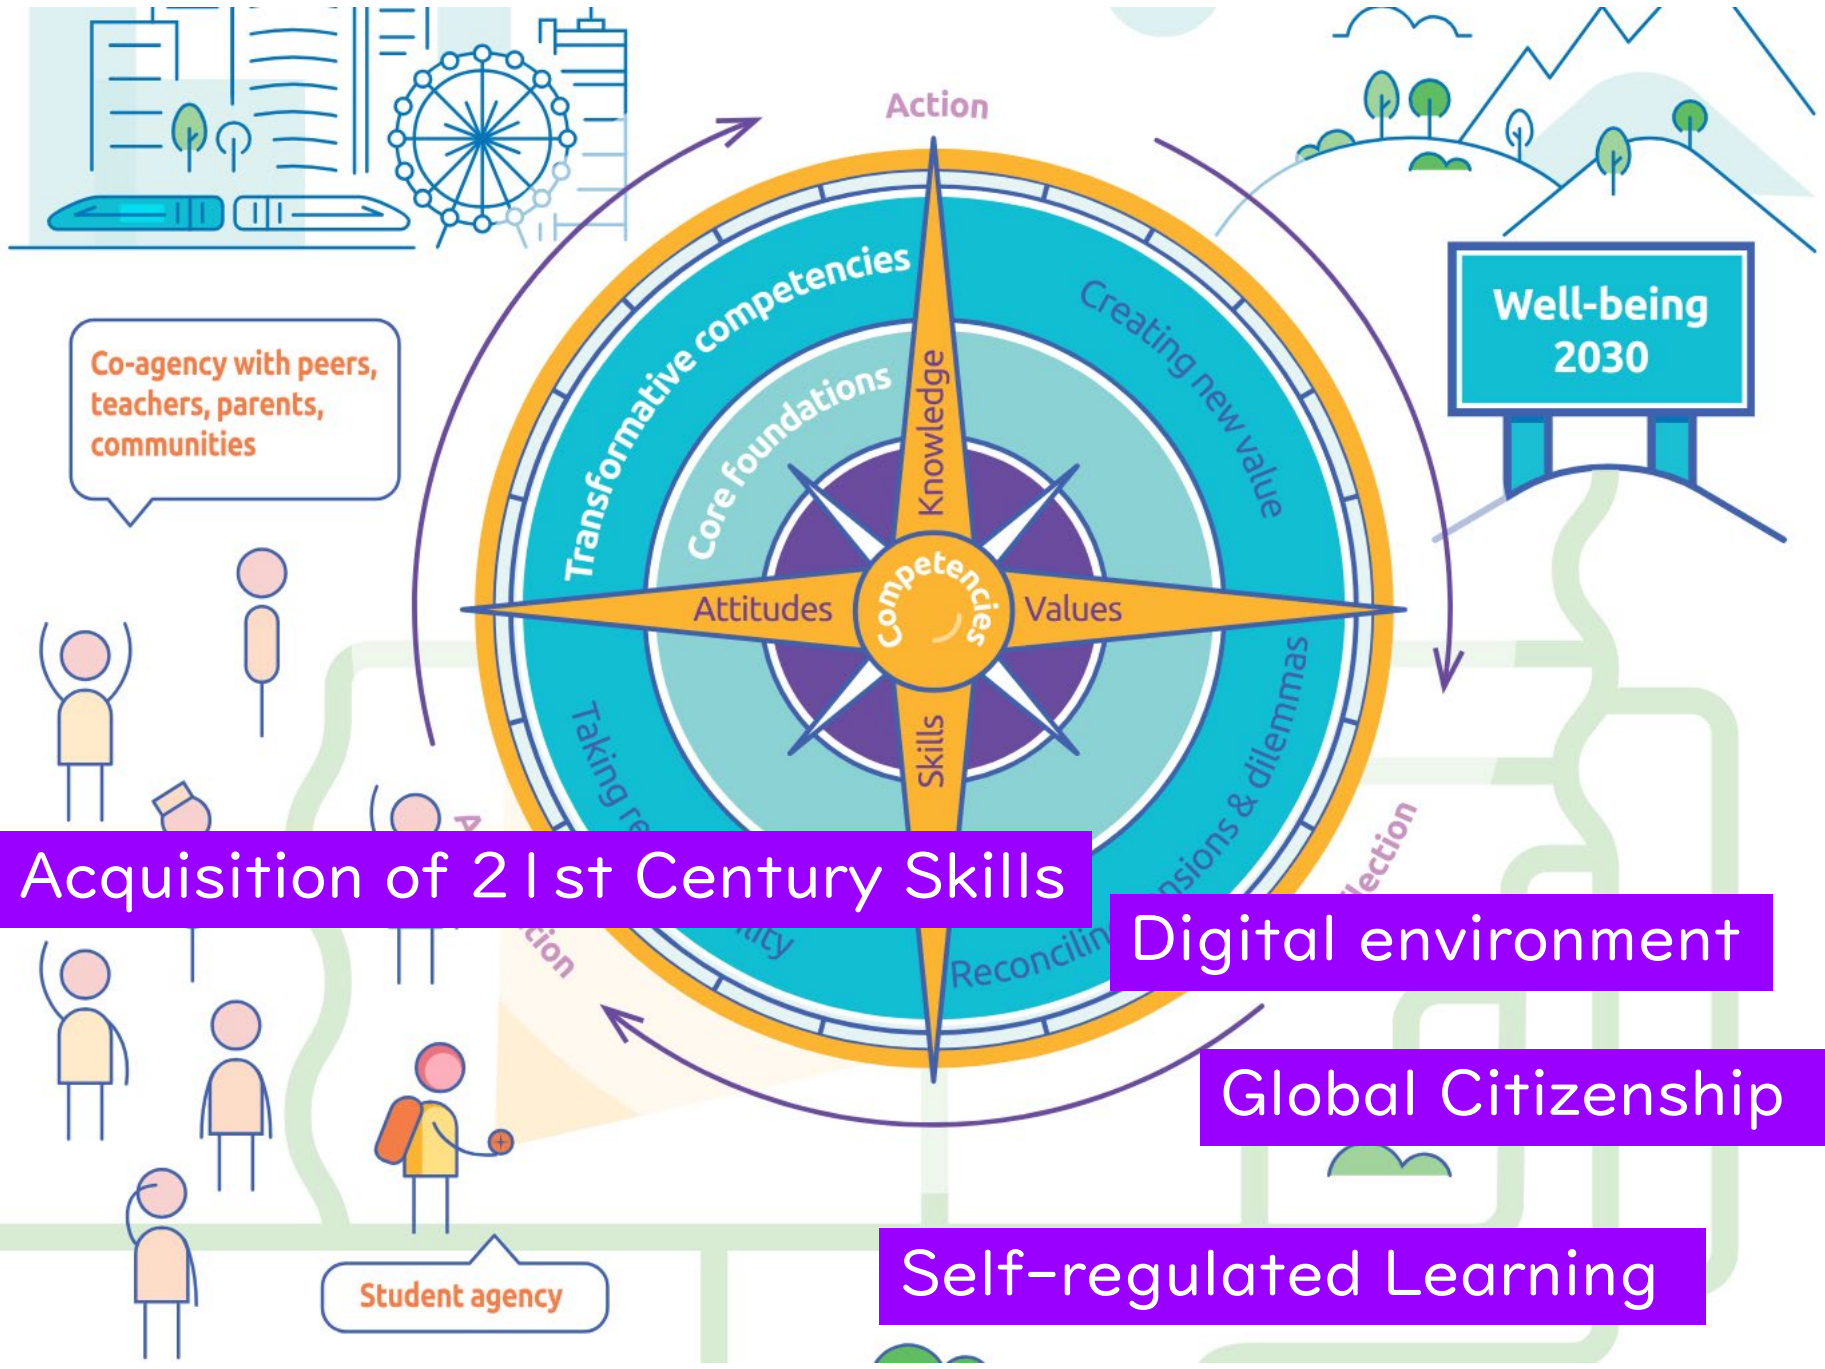 Action
Transformative competencies
Creating new value
Well-being
2030
Co-agency with peers,
teachers, parents,
communities
Core foundations
Knowledge
Competencies
Attitudes
Values
Skills
Taking
& dilemmas
Acquisition of 21st Century Skills
Digital environment
Global Citizenship
Self-regulated Learning
Student agency